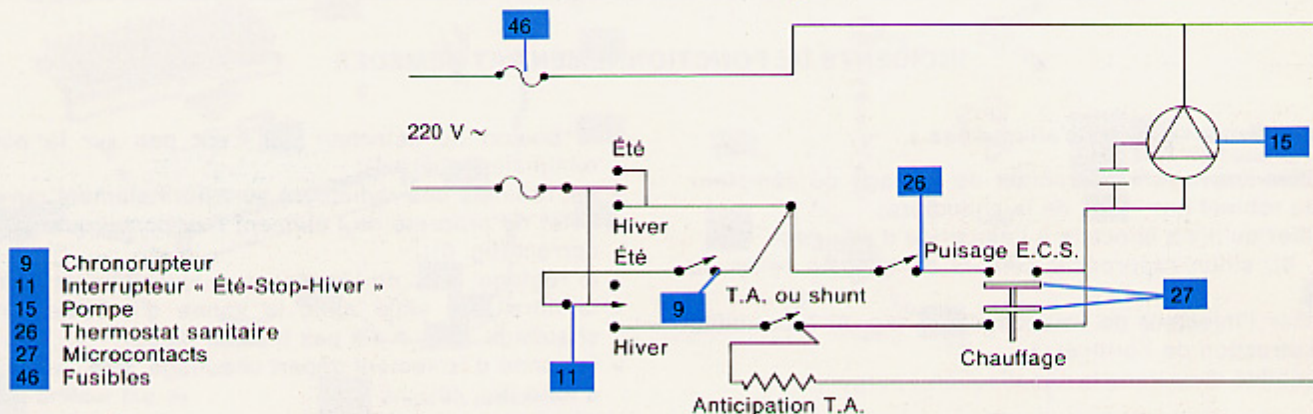 46
220 V ~
Été
15
26
Hiver
Puisage E.C.S.
Été
9
T.A. ou shunt
27
Hiver
Chauffage
11
Anticipation T.A.
9 Chronorupteur
11 Interrupteur « Été-Stop-Hiver »
15 Pompe
26 Thermostat sanitaire
27 Microcontacts
46 Fusibles